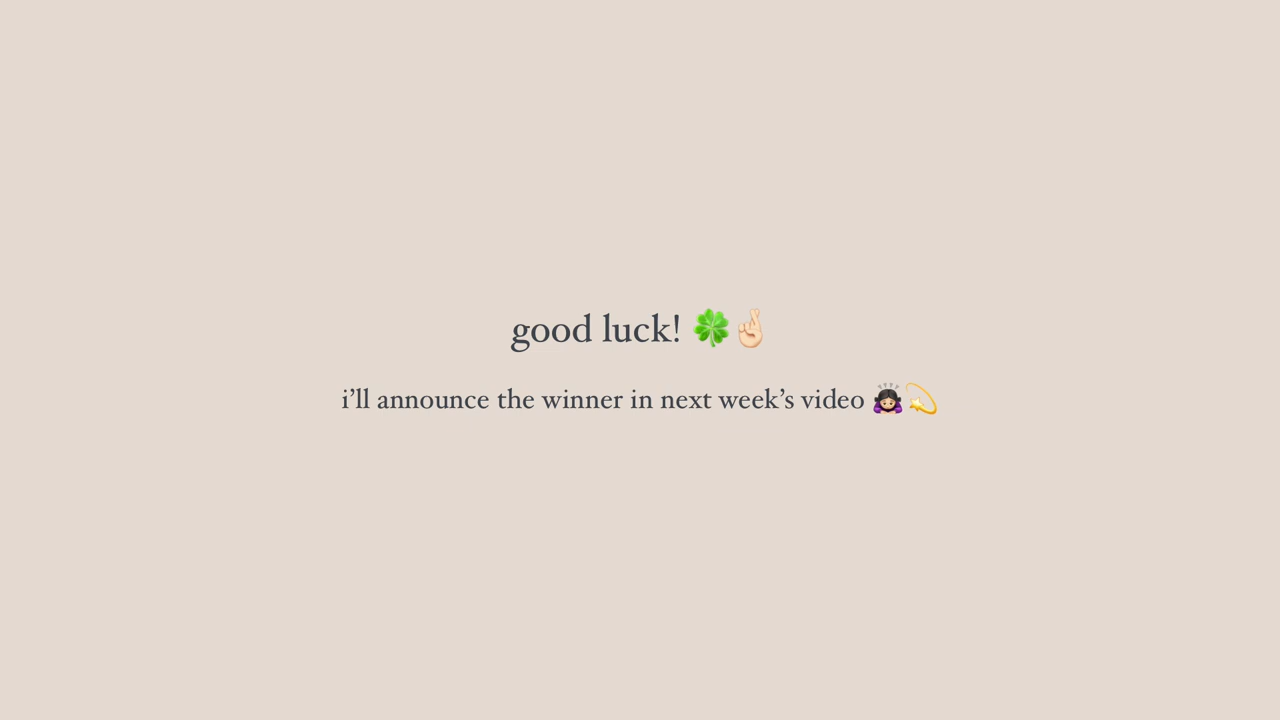 good luck! 🍀🤞🏻
i’ll announce the winner in next week’s video 🙇🏻‍♀️💫